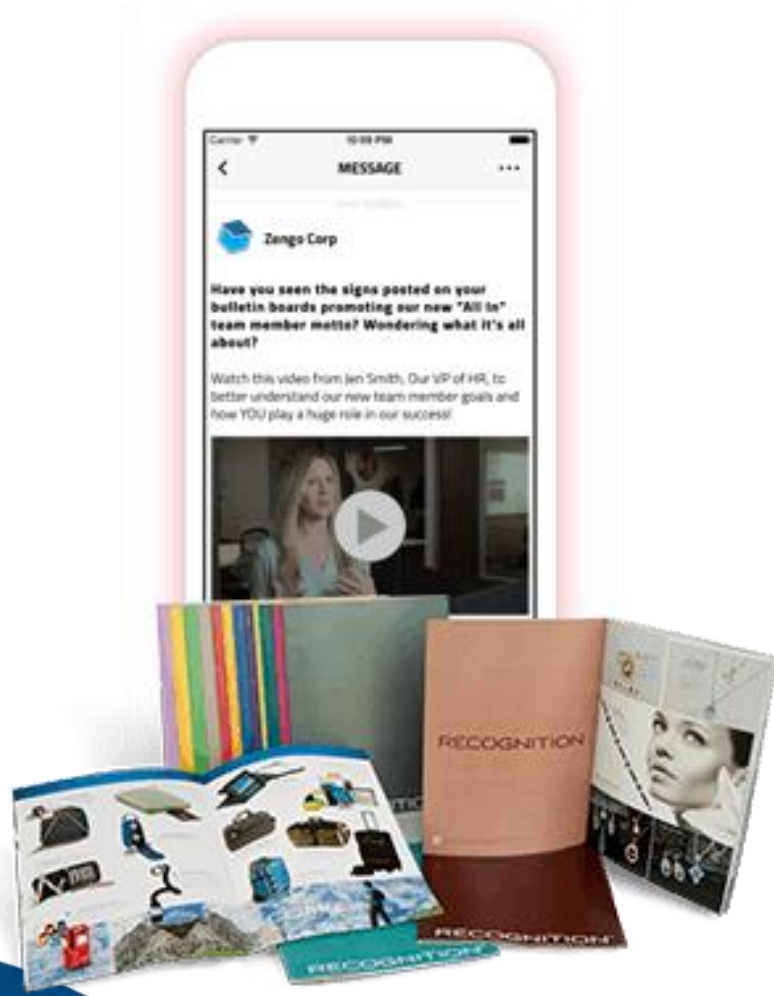 Carrier 10:09 PM
MESSAGE
Zengo Corp
Have you seen the signs posted on your
bulletin boards promoting our new "All In"
team member motto? Wondering what it's all
about?
Watch this video from Jen Smith, Our VP of HR, to
better understand our new team member goals and
how YOU play a huge role in our success!
RECOGNITION
RECOGNITION
RECOGNITION